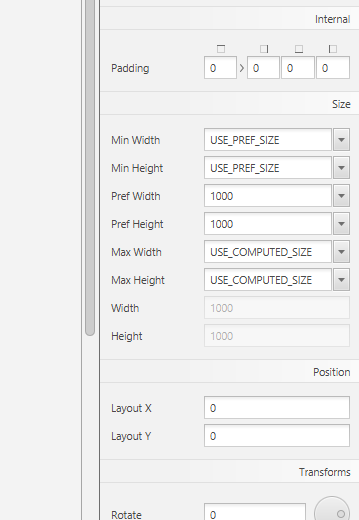 Internal
Padding 0 > 0 0 0
Size
Min Width USE_PREF_SIZE
Min Height USE_PREF_SIZE
Pref Width 1000
Pref Height 1000
Max Width USE_COMPUTED_SIZE
Max Height USE_COMPUTED_SIZE
Width 1000
Height 1000
Position
Layout X 0
Layout Y 0
Transforms
Rotate 0